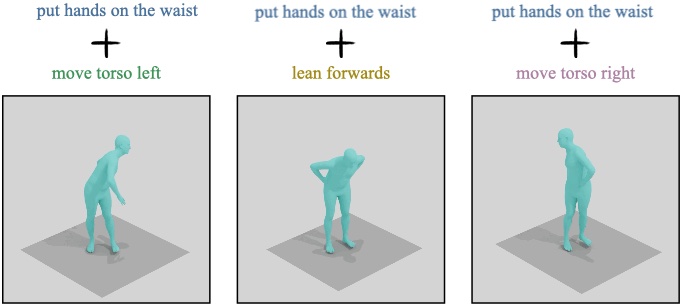 put hands on the waist
+
move torso left
put hands on the waist
+
lean forwards
put hands on the waist
+
move torso right